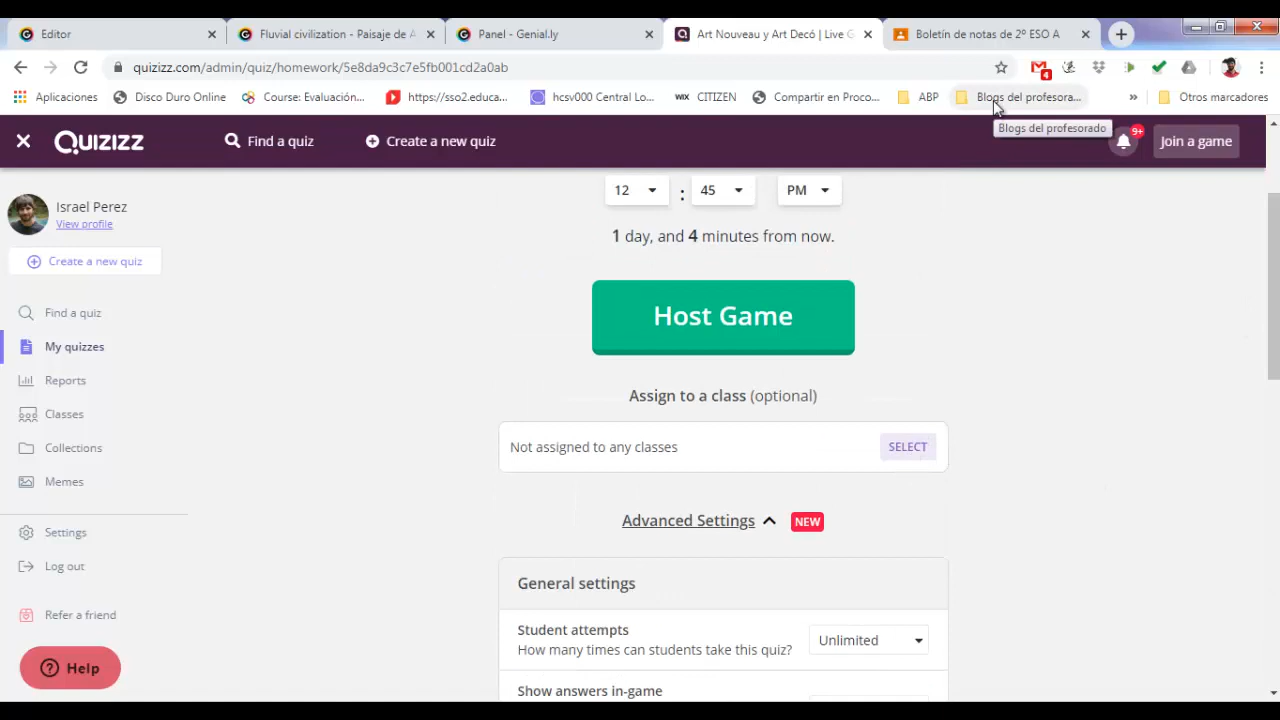 Editor
Fluvial civilization - Paisaje de A
Panel - Genial.ly
Art Nouveau y Art Decó | Live G
Boletín de notas de 2º ESO A
quizizz.com/admin/quiz/homework/5e8da9c3c7e5fb001cd2a0ab
4
Aplicaciones
Disco Duro Online
Course: Evaluación...
https://sso2.educa...
hcsv000 Central Lo...
WIX CITIZEN
Compartir en Proco...
ABP
Blogs del profesora...
»
Otros marcadores
Blogs del profesorado
Quizizz
Find a quiz
Create a new quiz
9+
Join a game
Israel Perez
View profile
Create a new quiz
Find a quiz
My quizzes
Reports
Classes
Collections
Memes
Settings
Log out
Refer a friend
Help
12 : 45 PM
1 day, and 4 minutes from now.
Host Game
Assign to a class (optional)
Not assigned to any classes
SELECT
Advanced Settings
NEW
General settings
Student attempts
How many times can students take this quiz?
Unlimited
Show answers in-game